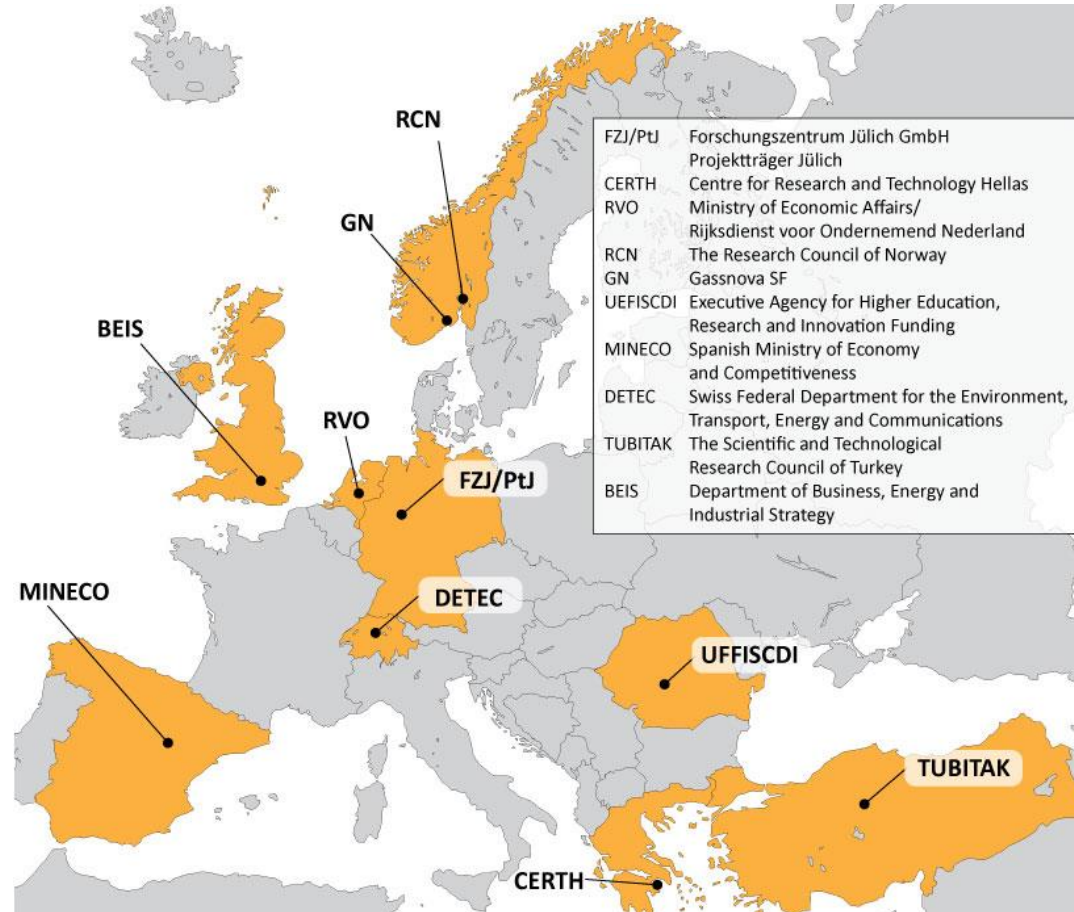 RCN
GN
BEIS
RVO
FZJ/PtJ
DETEC
MINECO
UFFISCDI
TUBITAK
CERTH
FZJ/PtJ Forschungszentrum Jülich GmbH
Projektträger Jülich
CERTH Centre for Research and Technology Hellas
RVO Ministry of Economic Affairs/
Rijksdienst voor Ondernemend Nederland
RCN The Research Council of Norway
GN Gassnova SF
UEFISCDI Executive Agency for Higher Education,
Research and Innovation Funding
MINECO Spanish Ministry of Economy
and Competitiveness
DETEC Swiss Federal Department for the Environment,
Transport, Energy and Communications
TUBITAK The Scientific and Technological
Research Council of Turkey
BEIS Department of Business, Energy and
Industrial Strategy